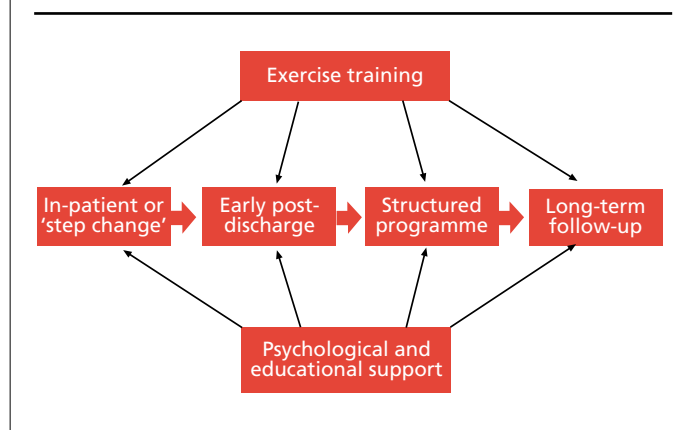 Exercise training
In-patient or
‘step change’
Early post-
discharge
Structured
programme
Long-term
follow-up
Psychological and
educational support